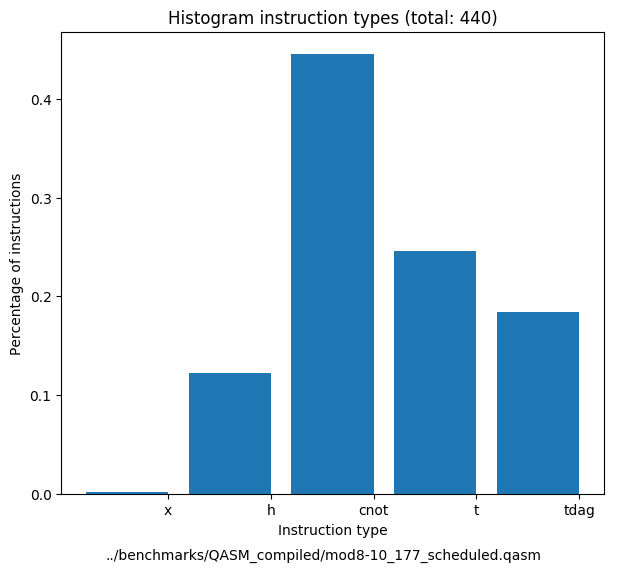 Histogram instruction types (total: 440)
Percentage of instructions
0.4
0.3
0.2
0.1
0.0
x h cnot t tdag
Instruction type
../benchmarks/QASM_compiled/mod8-10_177_scheduled.qasm